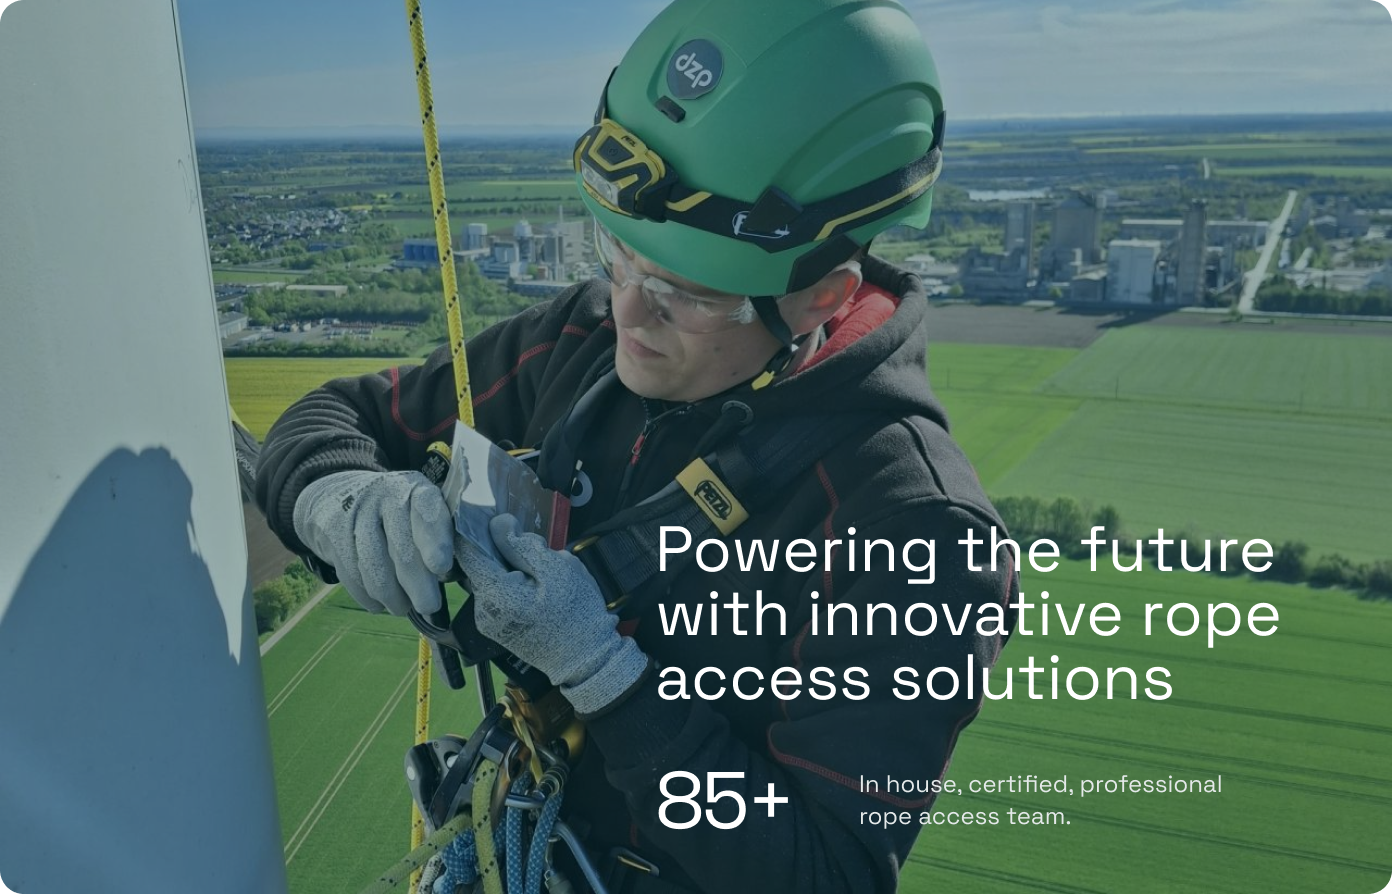 dzp
PETZL
Powering the future
with innovative rope
access solutions
85+
In house, certified, professional
rope access team.